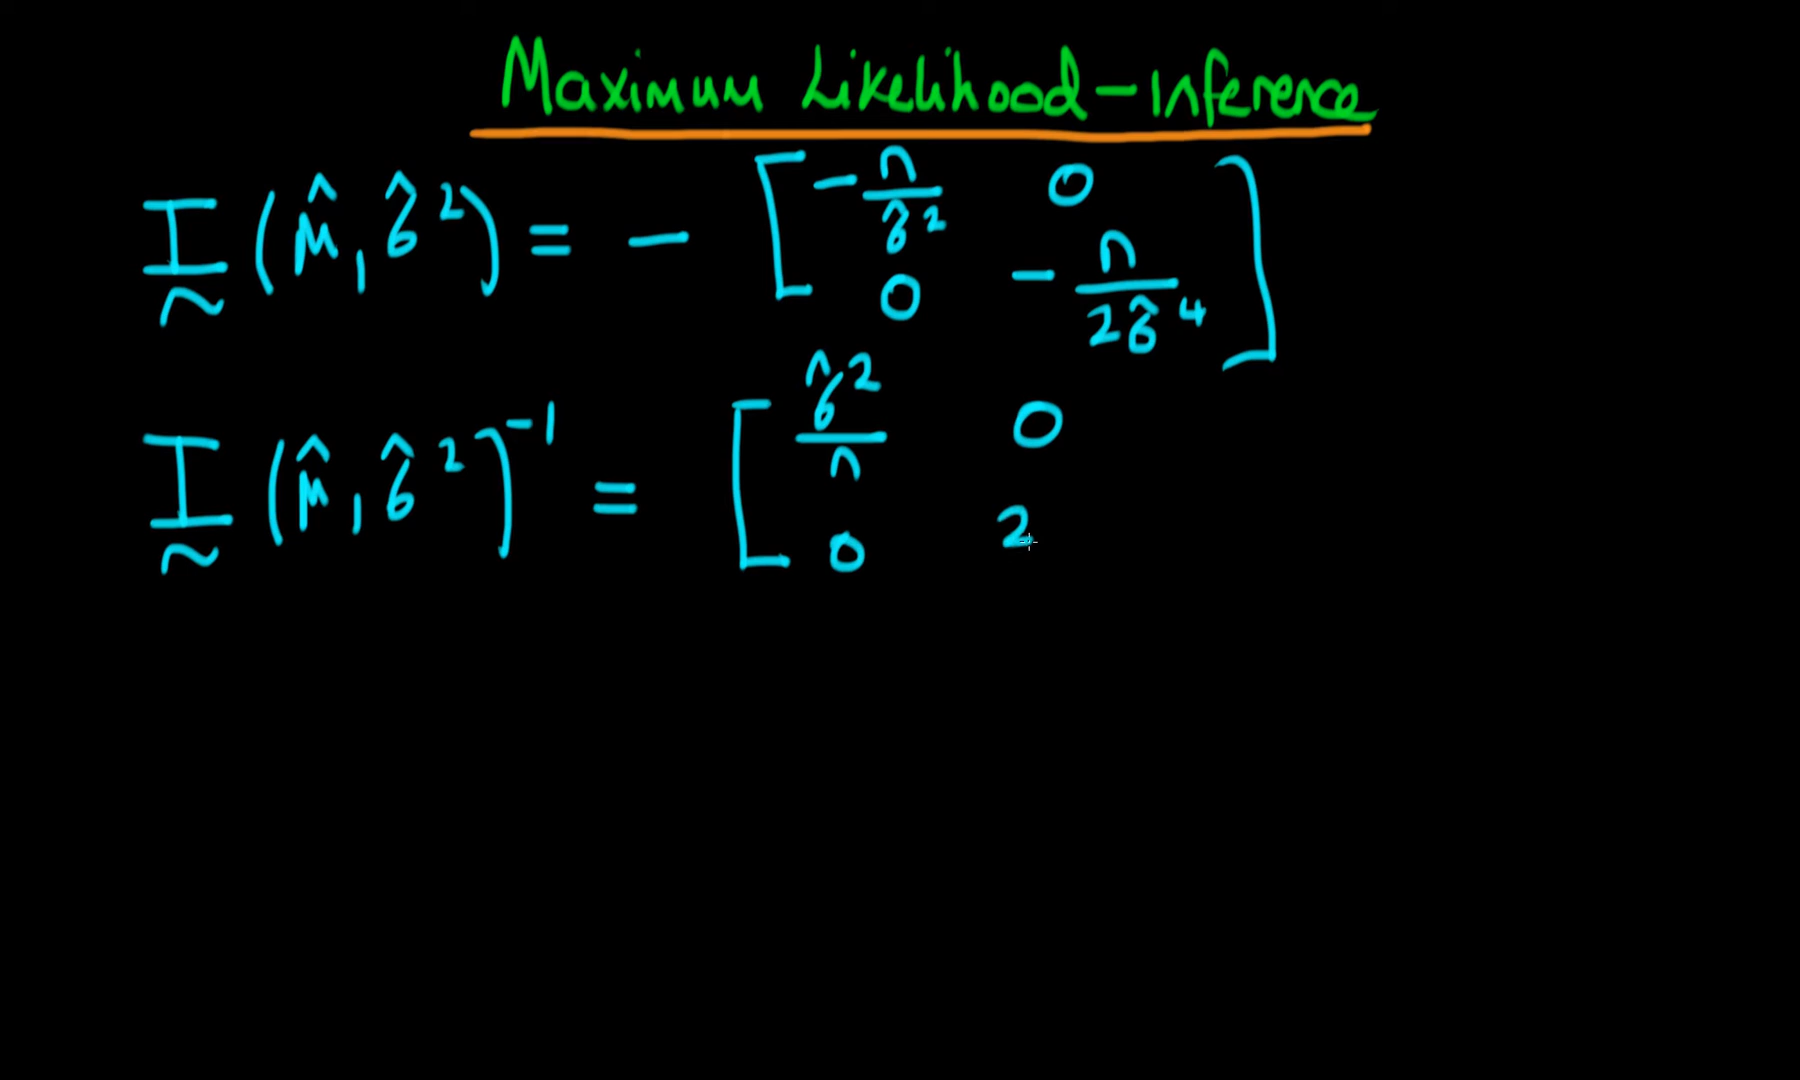 Maximum Likelihood - Inference
Ḭ(μ̂, σ̂²) = - [ -n/σ̂² 0
0 -n/2σ̂⁴ ]
Ḭ(μ̂, σ̂²)⁻¹ = [ σ̂²/n 0
0 2